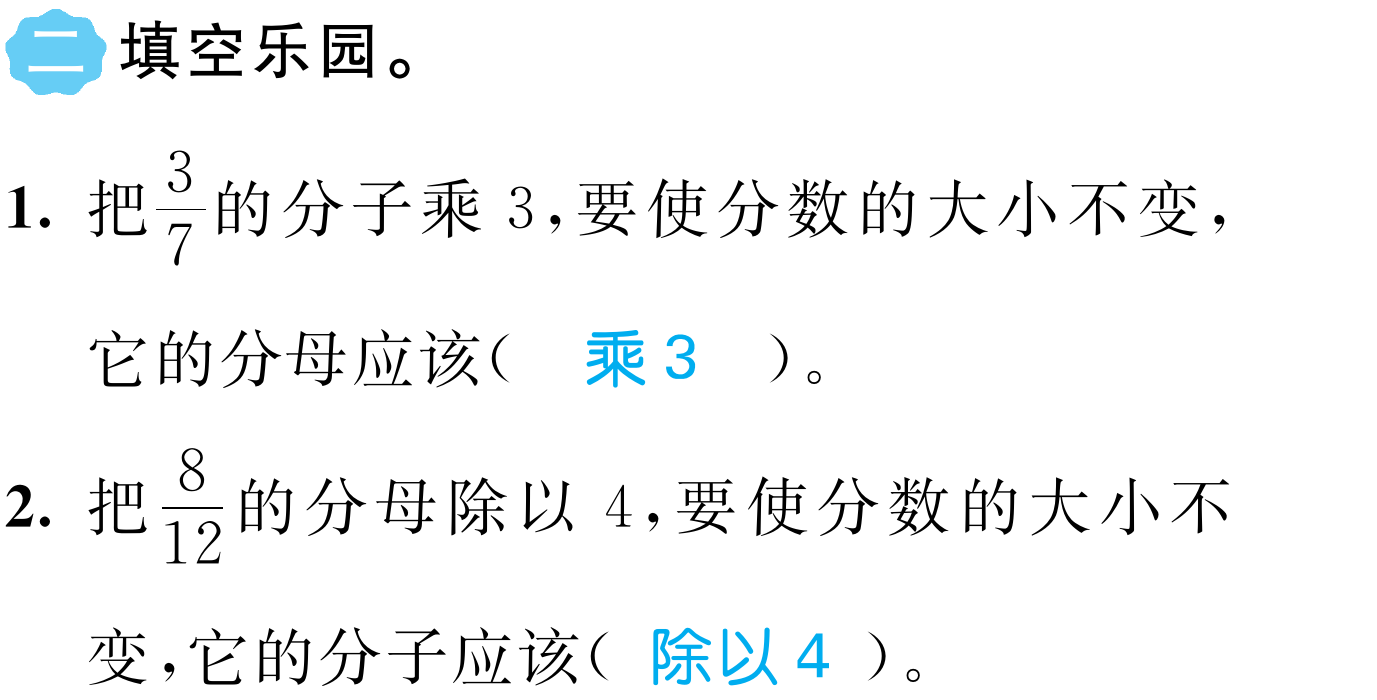 二 填空乐园。
1. 把3/7的分子乘 3,要使分数的大小不变,
它的分母应该( 乘3 )。
2. 把8/12的分母除以 4,要使分数的大小不
变,它的分子应该( 除以4 )。